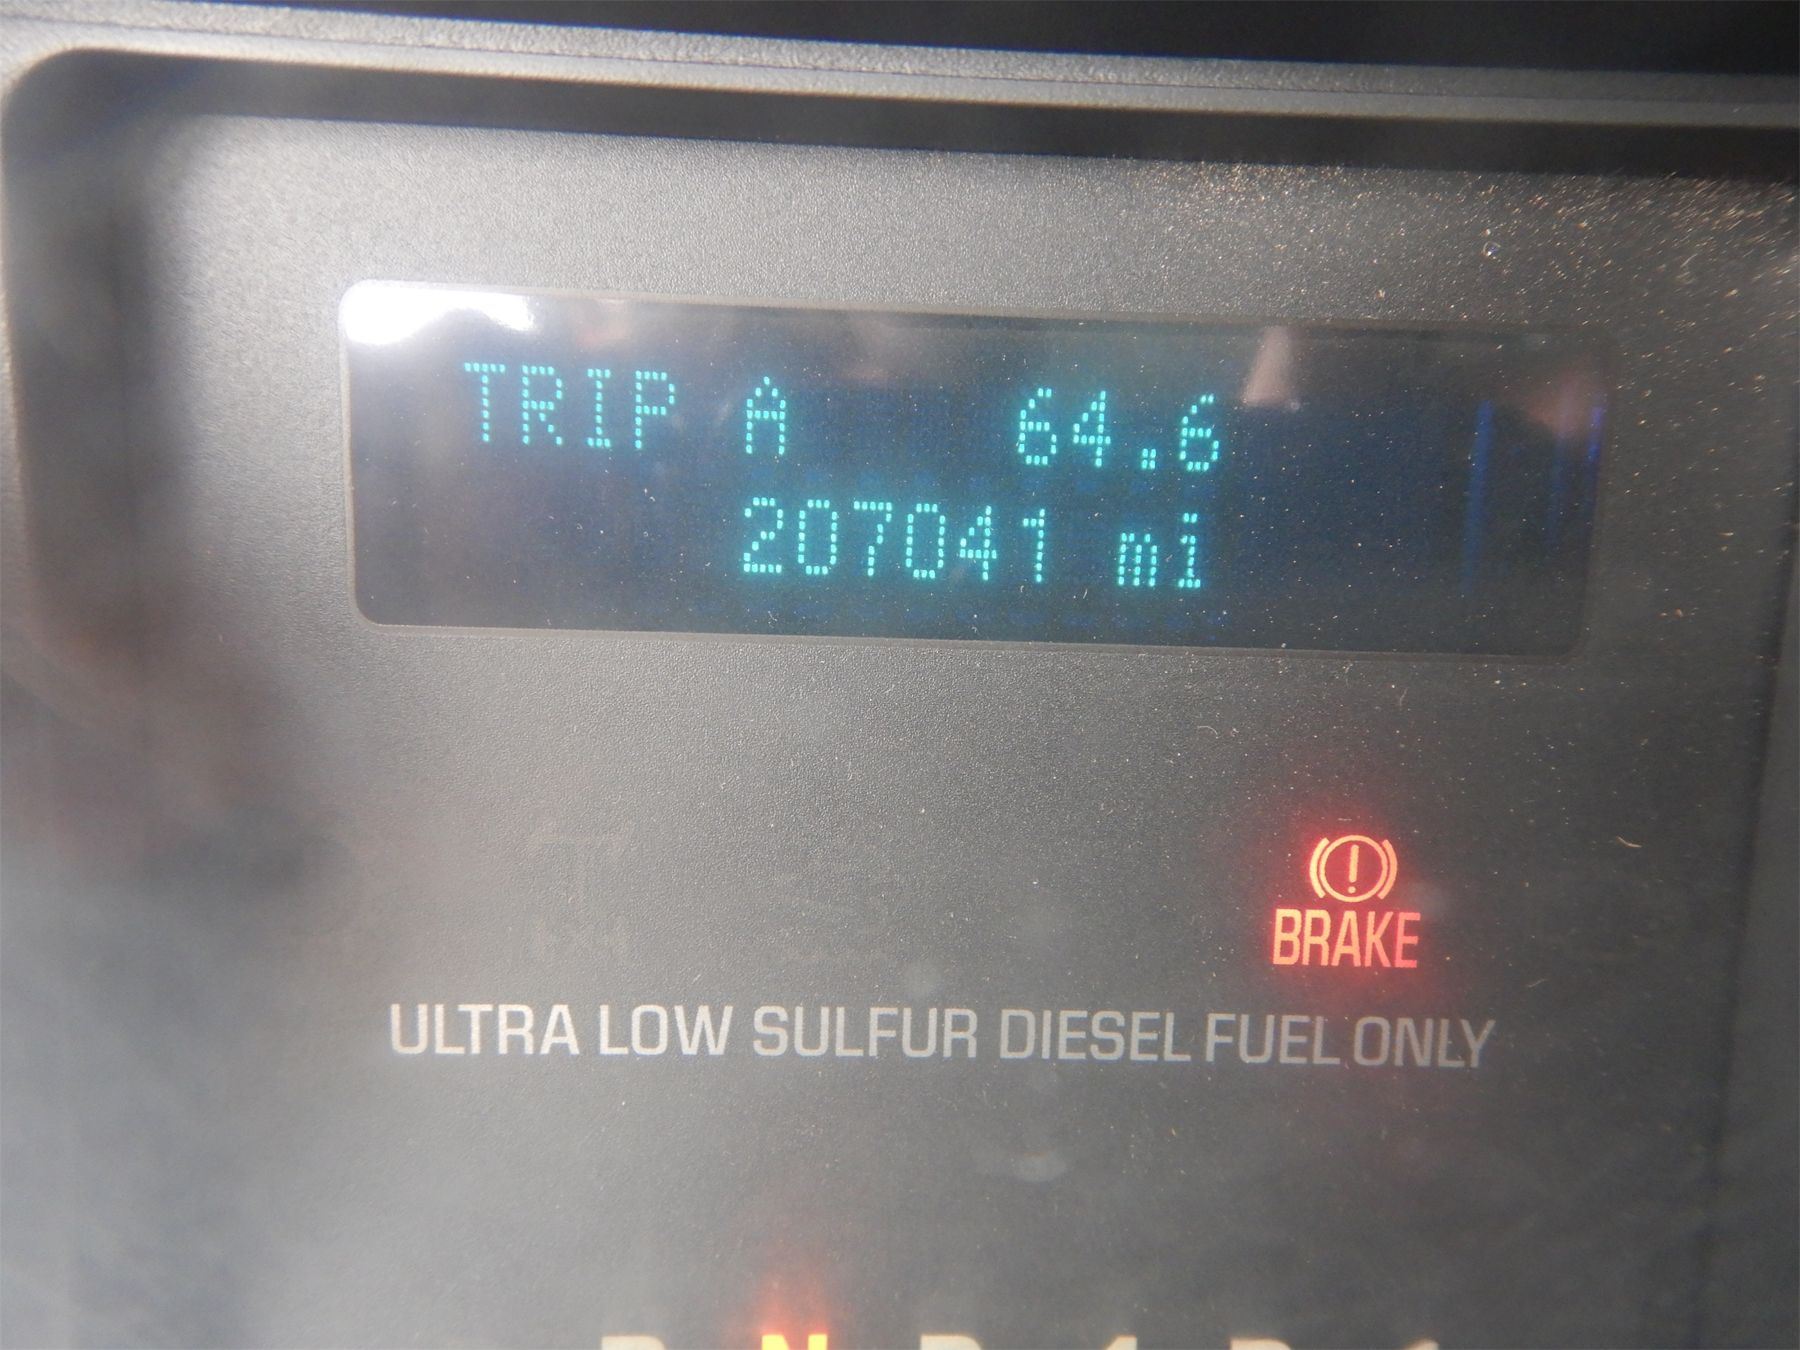 TRIP A 64.6
207041 mi
BRAKE
ULTRA LOW SULFUR DIESEL FUEL ONLY
N